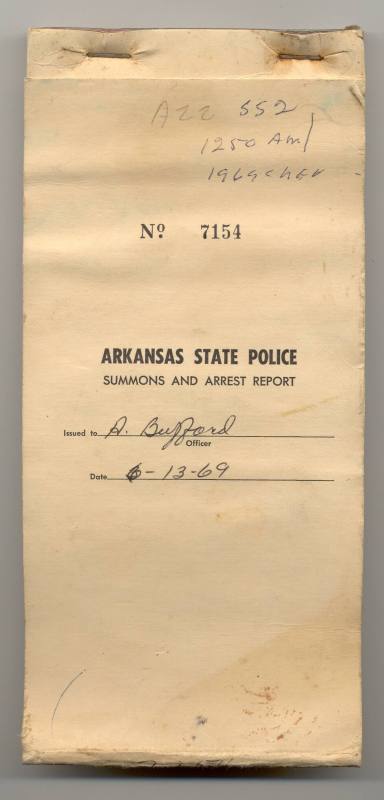 AZZ 552
1250 AM
1969 CHEV
No 7154
ARKANSAS STATE POLICE
SUMMONS AND ARREST REPORT
Issued to A. Bufford
Officer
Date 6-13-69